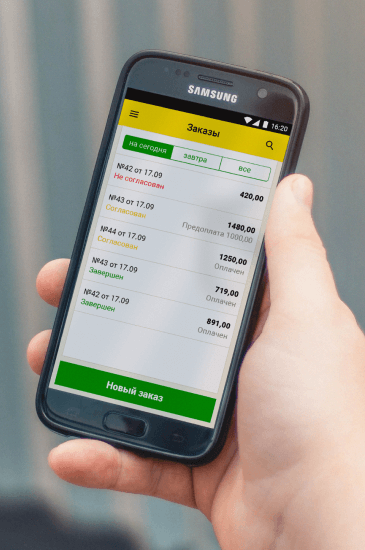 SAMSUNG
16:20
Заказы
на сегодня завтра все
№42 от 17.09 420,00
Не согласован
№43 от 17.09 1480,00
Согласован Предоплата 1000,00
№44 от 17.09 1250,00
Согласован Оплачен
№43 от 17.09 719,00
Завершен Оплачен
№42 от 17.09 891,00
Завершен Оплачен
Новый заказ